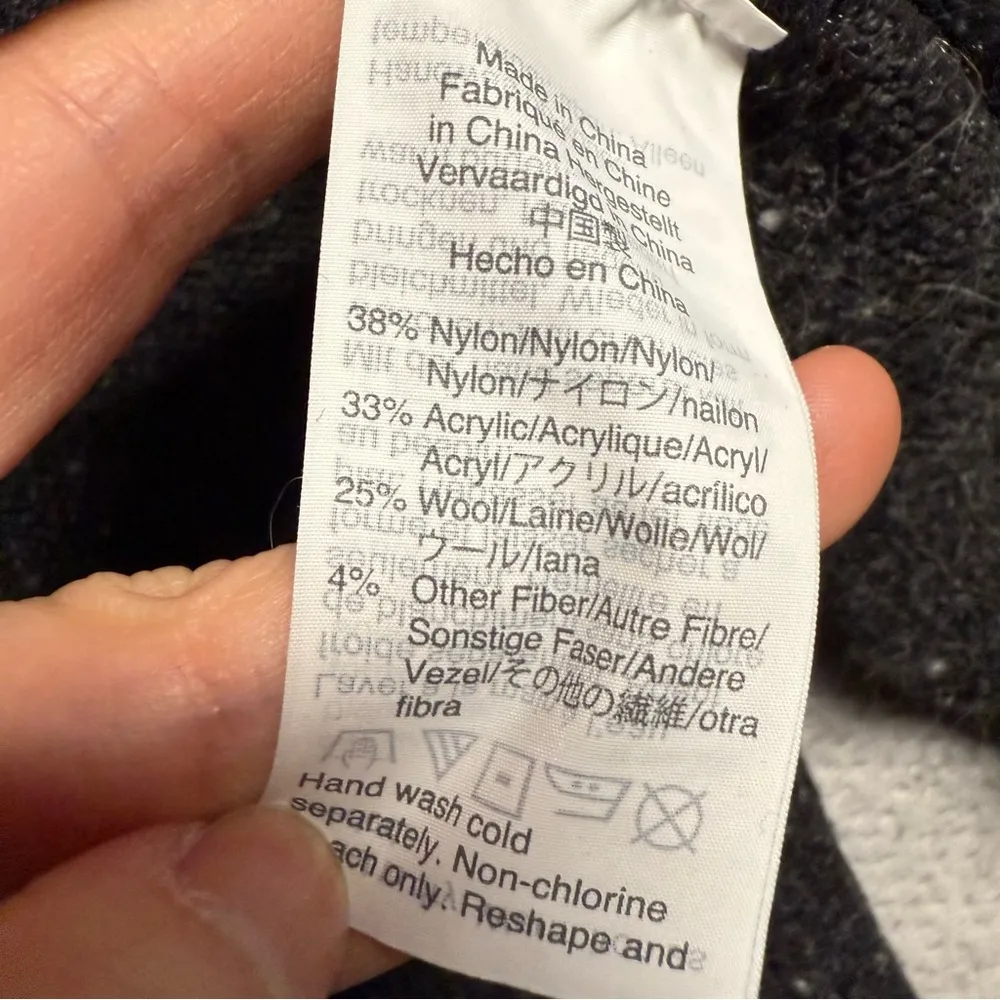 Made in China
Fabriqué en Chine
in China Hergestellt
Vervaardigd in China
中国製
Hecho en China
38% Nylon/Nylon/Nylon/
Nylon/ナイロン/nailon
33% Acrylic/Acrylique/Acryl/
Acryl/アクリル/acrílico
25% Wool/Laine/Wolle/Wol/
ウール/lana
4% Other Fiber/Autre Fibre/
Sonstige Faser/Andere
Vezel/その他の繊維/otra
fibra
Hand wash cold
separately. Non-chlorine
ach only. Reshape and